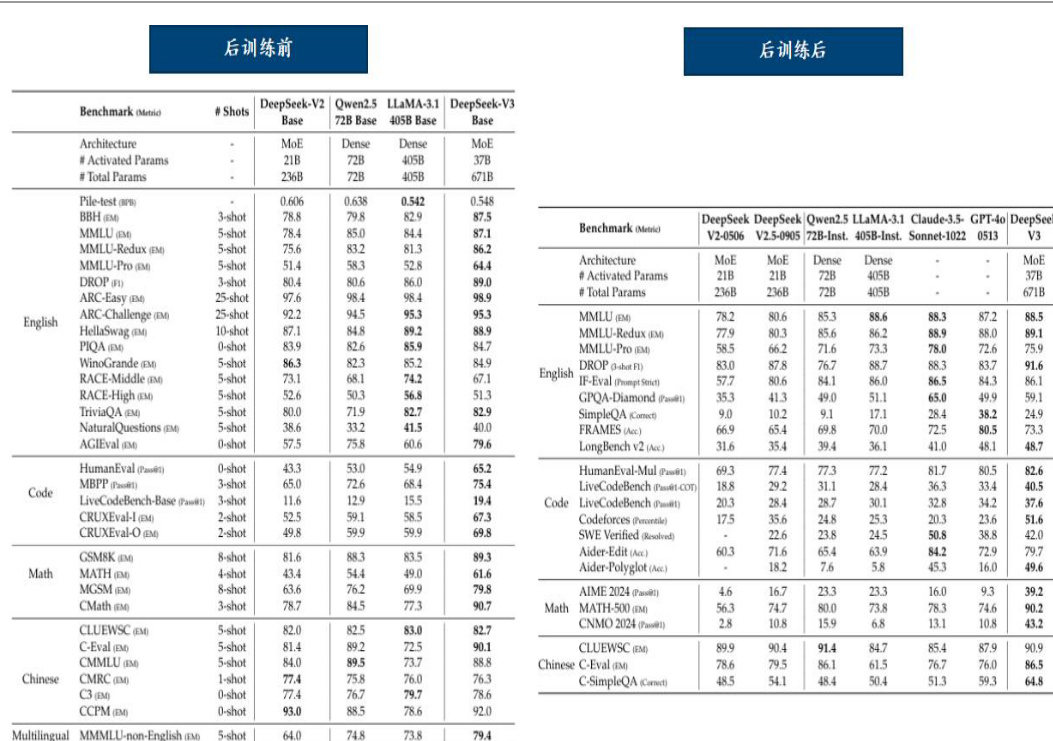 后训练前
Benchmark (Metric) # Shots DeepSeek-V2 Base Qwen2.5 72B Base LLaMA-3.1 405B Base DeepSeek-V3 Base
Architecture - MoE Dense Dense MoE
# Activated Params - 21B 72B 405B 37B
# Total Params - 236B 72B 405B 671B
English
Pile-test (BPB) - 0.606 0.638 0.542 0.548
BBH (EM) 3-shot 78.8 79.8 82.9 87.5
MMLU (EM) 5-shot 78.4 85.0 84.4 87.1
MMLU-Redux (EM) 5-shot 75.6 83.2 81.3 86.2
MMLU-Pro (EM) 5-shot 51.4 58.3 52.8 64.4
DROP (F1) 3-shot 80.4 80.6 86.0 89.0
ARC-Easy (EM) 25-shot 97.6 98.4 98.4 98.9
ARC-Challenge (EM) 25-shot 92.2 94.5 95.3 95.3
HellaSwag (EM) 10-shot 87.1 84.8 89.2 88.9
PIQA (EM) 0-shot 83.9 82.6 85.9 84.7
WinoGrande (EM) 5-shot 86.3 82.3 85.2 84.9
RACE-Middle (EM) 5-shot 73.1 68.1 74.2 67.1
RACE-High (EM) 5-shot 52.6 50.3 56.8 51.3
TriviaQA (EM) 5-shot 80.0 71.9 82.7 82.9
NaturalQuestions (EM) 5-shot 38.6 33.2 41.5 40.0
AGIEval (EM) 0-shot 57.5 75.8 60.6 79.6
Code
HumanEval (Pass@1) 0-shot 43.3 53.0 54.9 65.2
MBPP (Pass@1) 3-shot 65.0 72.6 68.4 75.4
LiveCodeBench-Base (Pass@1) 3-shot 11.6 12.9 15.5 19.4
CRUXEval-I (EM) 2-shot 52.5 59.1 58.5 67.3
CRUXEval-O (EM) 2-shot 49.8 59.9 59.9 69.8
Math
GSM8K (EM) 8-shot 81.6 88.3 83.5 89.3
MATH (EM) 4-shot 43.4 54.4 49.0 61.6
MGSM (EM) 8-shot 63.6 76.2 69.9 79.8
CMath (EM) 3-shot 78.7 84.5 77.3 90.7
Chinese
CLUEWSC (EM) 5-shot 82.0 82.5 83.0 82.7
C-Eval (EM) 5-shot 81.4 89.2 72.5 90.1
CMMLU (EM) 5-shot 84.0 89.5 73.7 88.8
CMRC (EM) 1-shot 77.4 75.8 76.0 76.3
C3 (EM) 0-shot 77.4 76.7 79.7 78.6
CCPM (EM) 0-shot 93.0 88.5 78.6 92.0
Multilingual MMMLU-non-English (EM) 5-shot 64.0 74.8 73.8 79.4
后训练后
Benchmark (Metric) DeepSeek V2-0506 DeepSeek V2.5-0905 Qwen2.5 72B-Inst. LLaMA-3.1 405B-Inst. Claude-3.5-Sonnet-1022 GPT-4o 0513 DeepSeek V3
Architecture MoE MoE Dense Dense - - MoE
# Activated Params 21B 21B 72B 405B - - 37B
# Total Params 236B 236B 72B 405B - - 671B
English
MMLU (EM) 78.2 80.6 85.3 88.6 88.3 87.2 88.5
MMLU-Redux (EM) 77.9 80.3 85.6 86.2 88.9 88.0 89.1
MMLU-Pro (EM) 58.5 66.2 71.6 73.3 78.0 72.6 75.9
DROP (3-shot F1) 83.0 87.8 76.7 88.7 88.3 83.7 91.6
IF-Eval (Prompt Strict) 57.7 80.6 84.1 86.0 86.5 84.3 86.1
GPQA-Diamond (Pass@1) 35.3 41.3 49.0 51.1 65.0 49.9 59.1
SimpleQA (Correct) 9.0 10.2 9.1 17.1 28.4 38.2 24.9
FRAMES (Acc.) 66.9 65.4 69.8 70.0 72.5 80.5 73.3
LongBench v2 (Acc.) 31.6 35.4 39.4 36.1 41.0 48.1 48.7
Code
HumanEval-Mul (Pass@1) 69.3 77.4 77.3 77.2 81.7 80.5 82.6
LiveCodeBench (Pass@1-COT) 18.8 29.2 31.1 28.4 36.3 33.4 40.5
LiveCodeBench (Pass@1) 20.3 28.4 28.7 30.1 32.8 34.2 37.6
Codeforces (Percentile) 17.5 35.6 24.8 25.3 20.3 23.6 51.6
SWE Verified (Resolved) - 22.6 23.8 24.5 50.8 38.8 42.0
Aider-Edit (Acc.) 60.3 71.6 65.4 63.9 84.2 72.9 79.7
Aider-Polyglot (Acc.) - 18.2 7.6 5.8 45.3 16.0 49.6
Math
AIME 2024 (Pass@1) 4.6 16.7 23.3 23.3 16.0 9.3 39.2
MATH-500 (EM) 56.3 74.7 80.0 73.8 78.3 74.6 90.2
CNMO 2024 (Pass@1) 2.8 10.8 15.9 6.8 13.1 10.8 43.2
Chinese
CLUEWSC (EM) 89.9 90.4 91.4 84.7 85.4 87.9 90.9
C-Eval (EM) 78.6 79.5 86.1 61.5 76.7 76.0 86.5
C-SimpleQA (Correct) 48.5 54.1 48.4 50.4 51.3 59.3 64.8